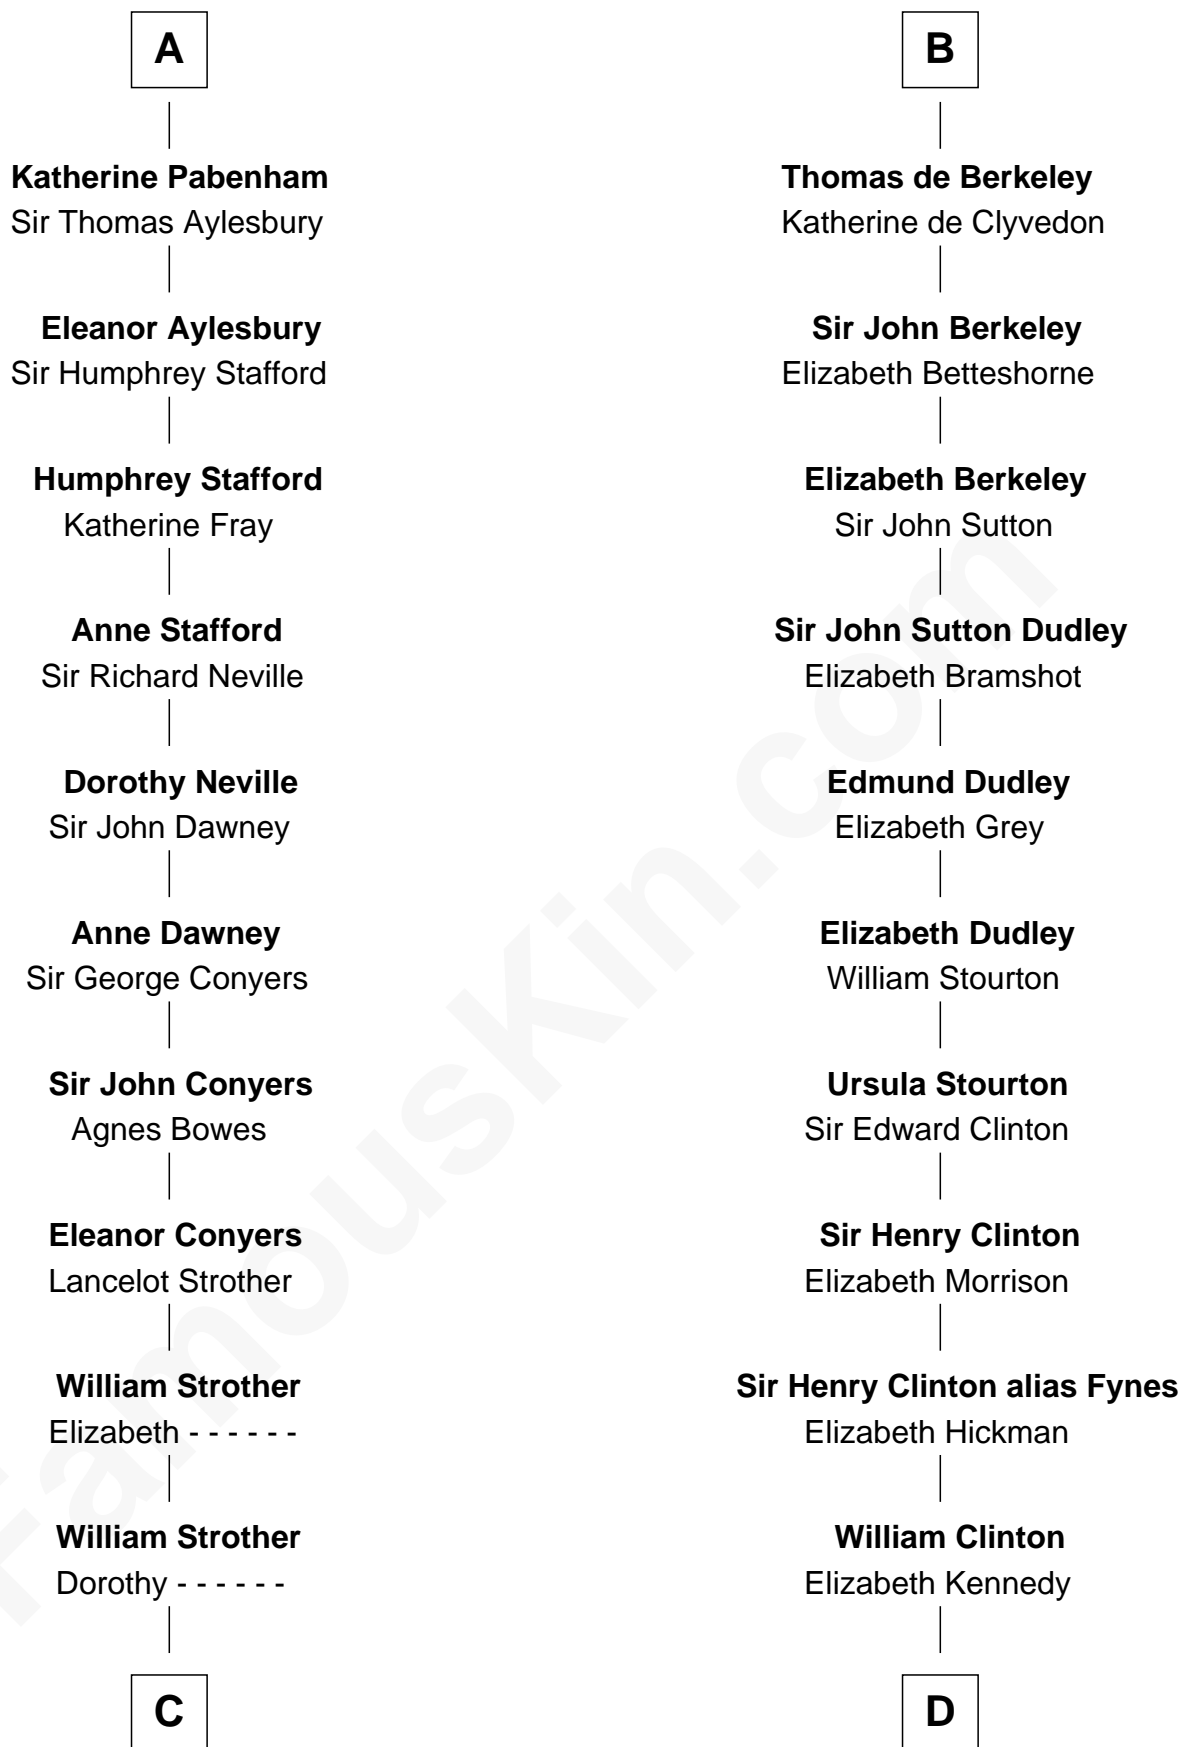 A
Katherine Pabenham
Sir Thomas Aylesbury
Eleanor Aylesbury
Sir Humphrey Stafford
Humphrey Stafford
Katherine Fray
Anne Stafford
Sir Richard Neville
Dorothy Neville
Sir John Dawney
Anne Dawney
Sir George Conyers
Sir John Conyers
Agnes Bowes
Eleanor Conyers
Lancelot Strother
William Strother
Elizabeth - - - - - -
William Strother
Dorothy - - - - - -
C
B
Thomas de Berkeley
Katherine de Clyvedon
Sir John Berkeley
Elizabeth Betteshorne
Elizabeth Berkeley
Sir John Sutton
Sir John Sutton Dudley
Elizabeth Bramshot
Edmund Dudley
Elizabeth Grey
Elizabeth Dudley
William Stourton
Ursula Stourton
Sir Edward Clinton
Sir Henry Clinton
Elizabeth Morrison
Sir Henry Clinton alias Fynes
Elizabeth Hickman
William Clinton
Elizabeth Kennedy
D
FamousKin.com